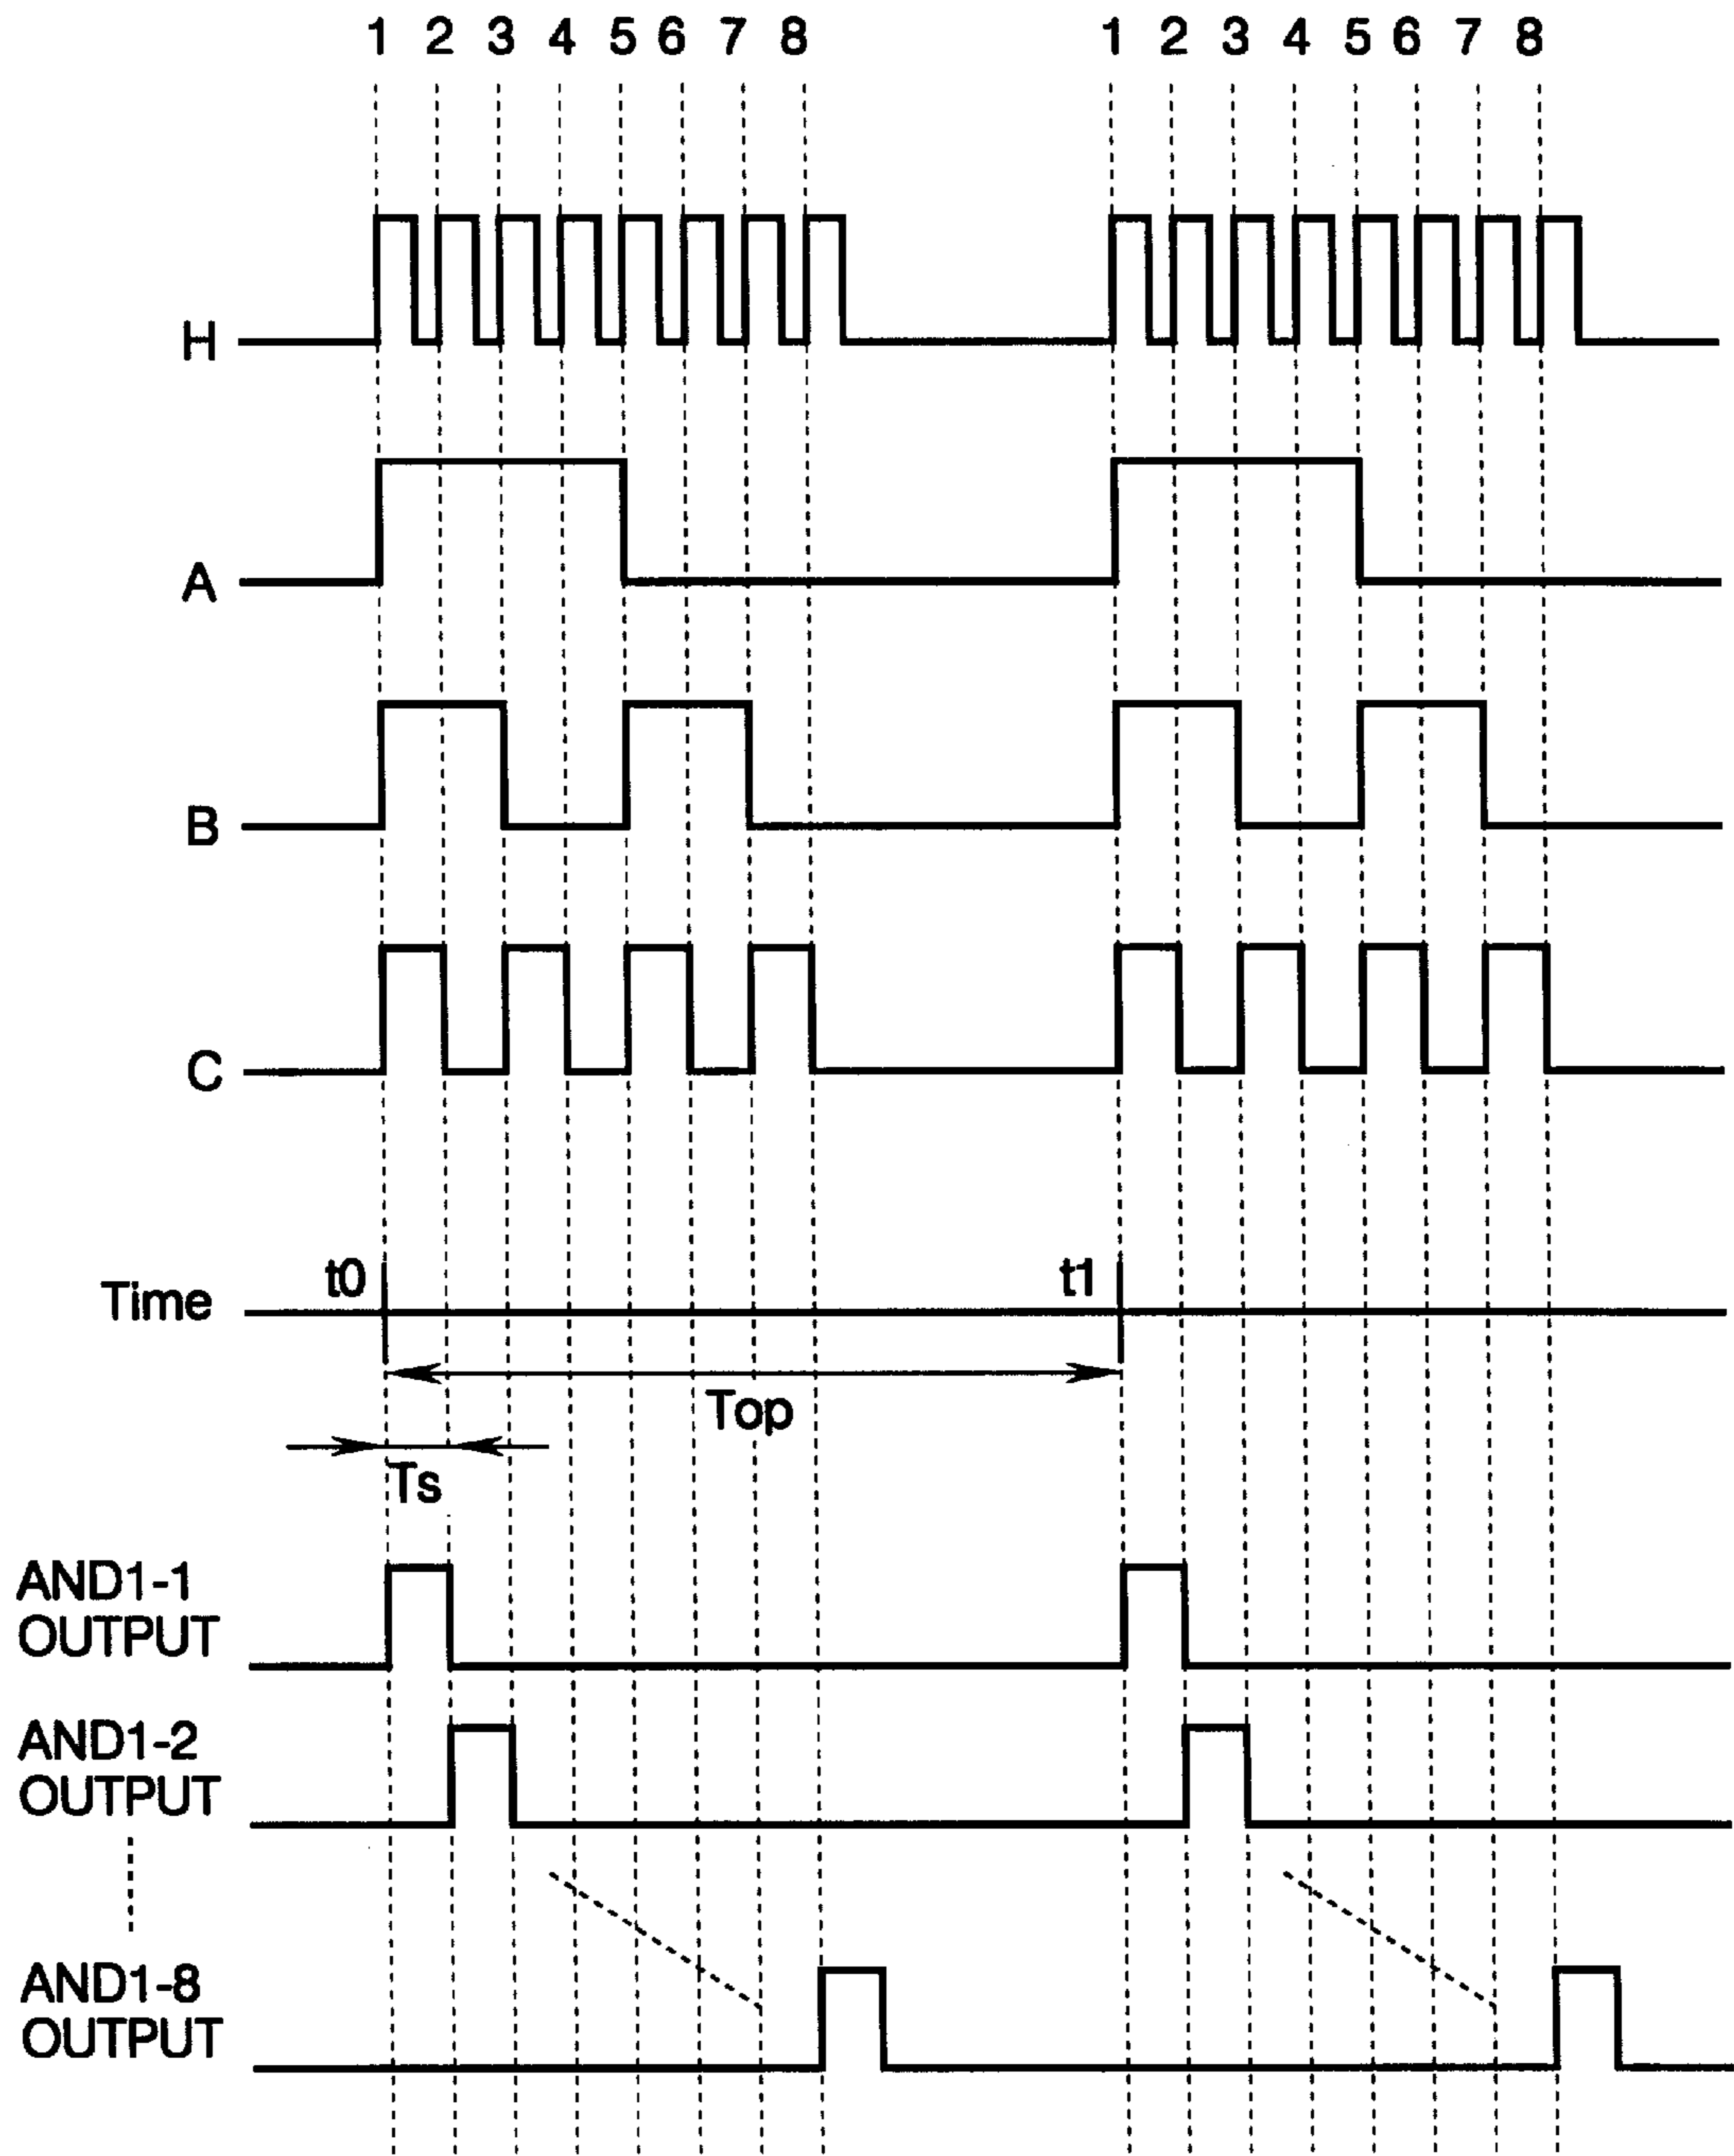 1 2 3 4 5 6 7 8 1 2 3 4 5 6 7 8
H
A
B
C
t0 t1
Time
Top
Ts
AND1-1
OUTPUT
AND1-2
OUTPUT
AND1-8
OUTPUT